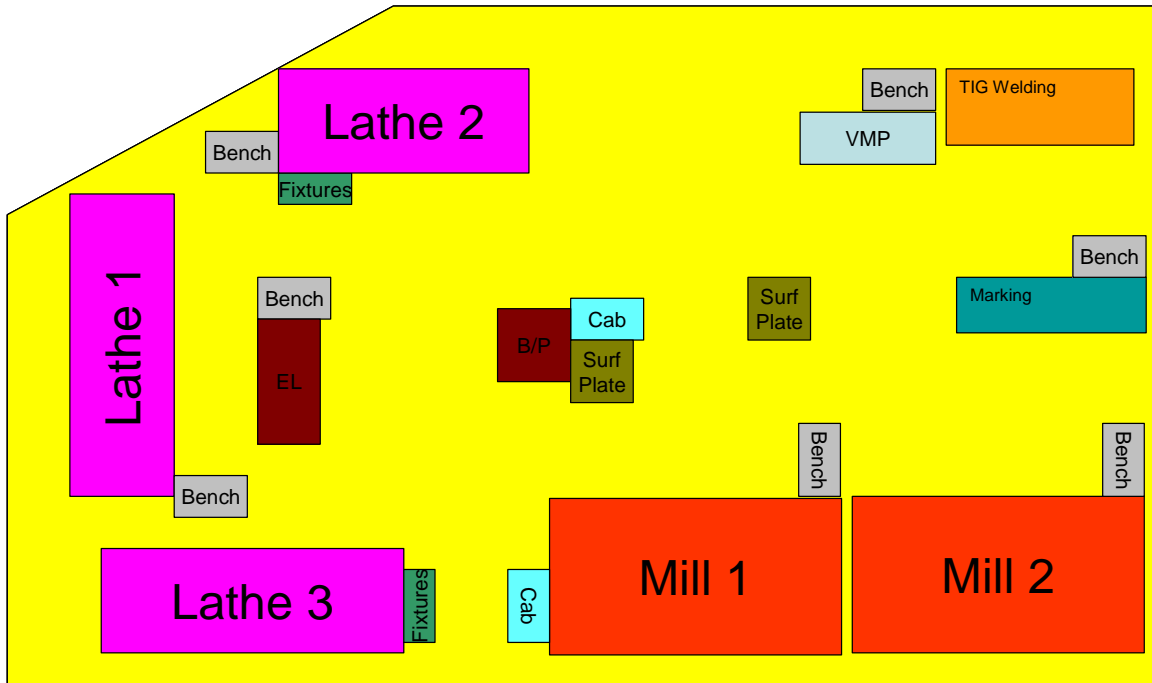 Lathe 2
Bench
TIG Welding
VMP
Bench
Fixtures
Lathe 1
Bench
Bench
Marking
Bench
EL
B/P
Cab
Surf
Plate
Surf
Plate
Bench
Bench
Bench
Lathe 3
Fixtures
Cab
Mill 1
Mill 2